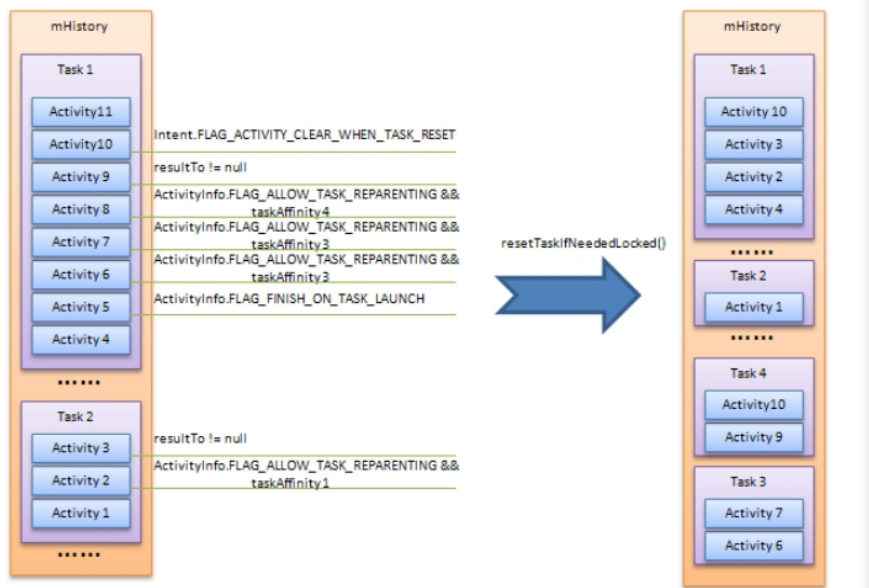 mHistory
Task 1
Activity11
Activity10
Activity 9
Activity 8
Activity 7
Activity 6
Activity 5
Activity 4
......
Task 2
Activity 3
Activity 2
Activity 1
......
Intent.FLAG_ACTIVITY_CLEAR_WHEN_TASK_RESET
resultTo != null
ActivityInfo.FLAG_ALLOW_TASK_REPARENTING &&
taskAffinity4
ActivityInfo.FLAG_ALLOW_TASK_REPARENTING &&
taskAffinity3
ActivityInfo.FLAG_ALLOW_TASK_REPARENTING &&
taskAffinity3
ActivityInfo.FLAG_FINISH_ON_TASK_LAUNCH
resultTo != null
ActivityInfo.FLAG_ALLOW_TASK_REPARENTING &&
taskAffinity1
resetTaskIfNeededLocked()
mHistory
Task 1
Activity 10
Activity 3
Activity 2
Activity 4
......
Task 2
Activity 1
......
Task 4
Activity10
Activity 9
Task 3
Activity 7
Activity 6